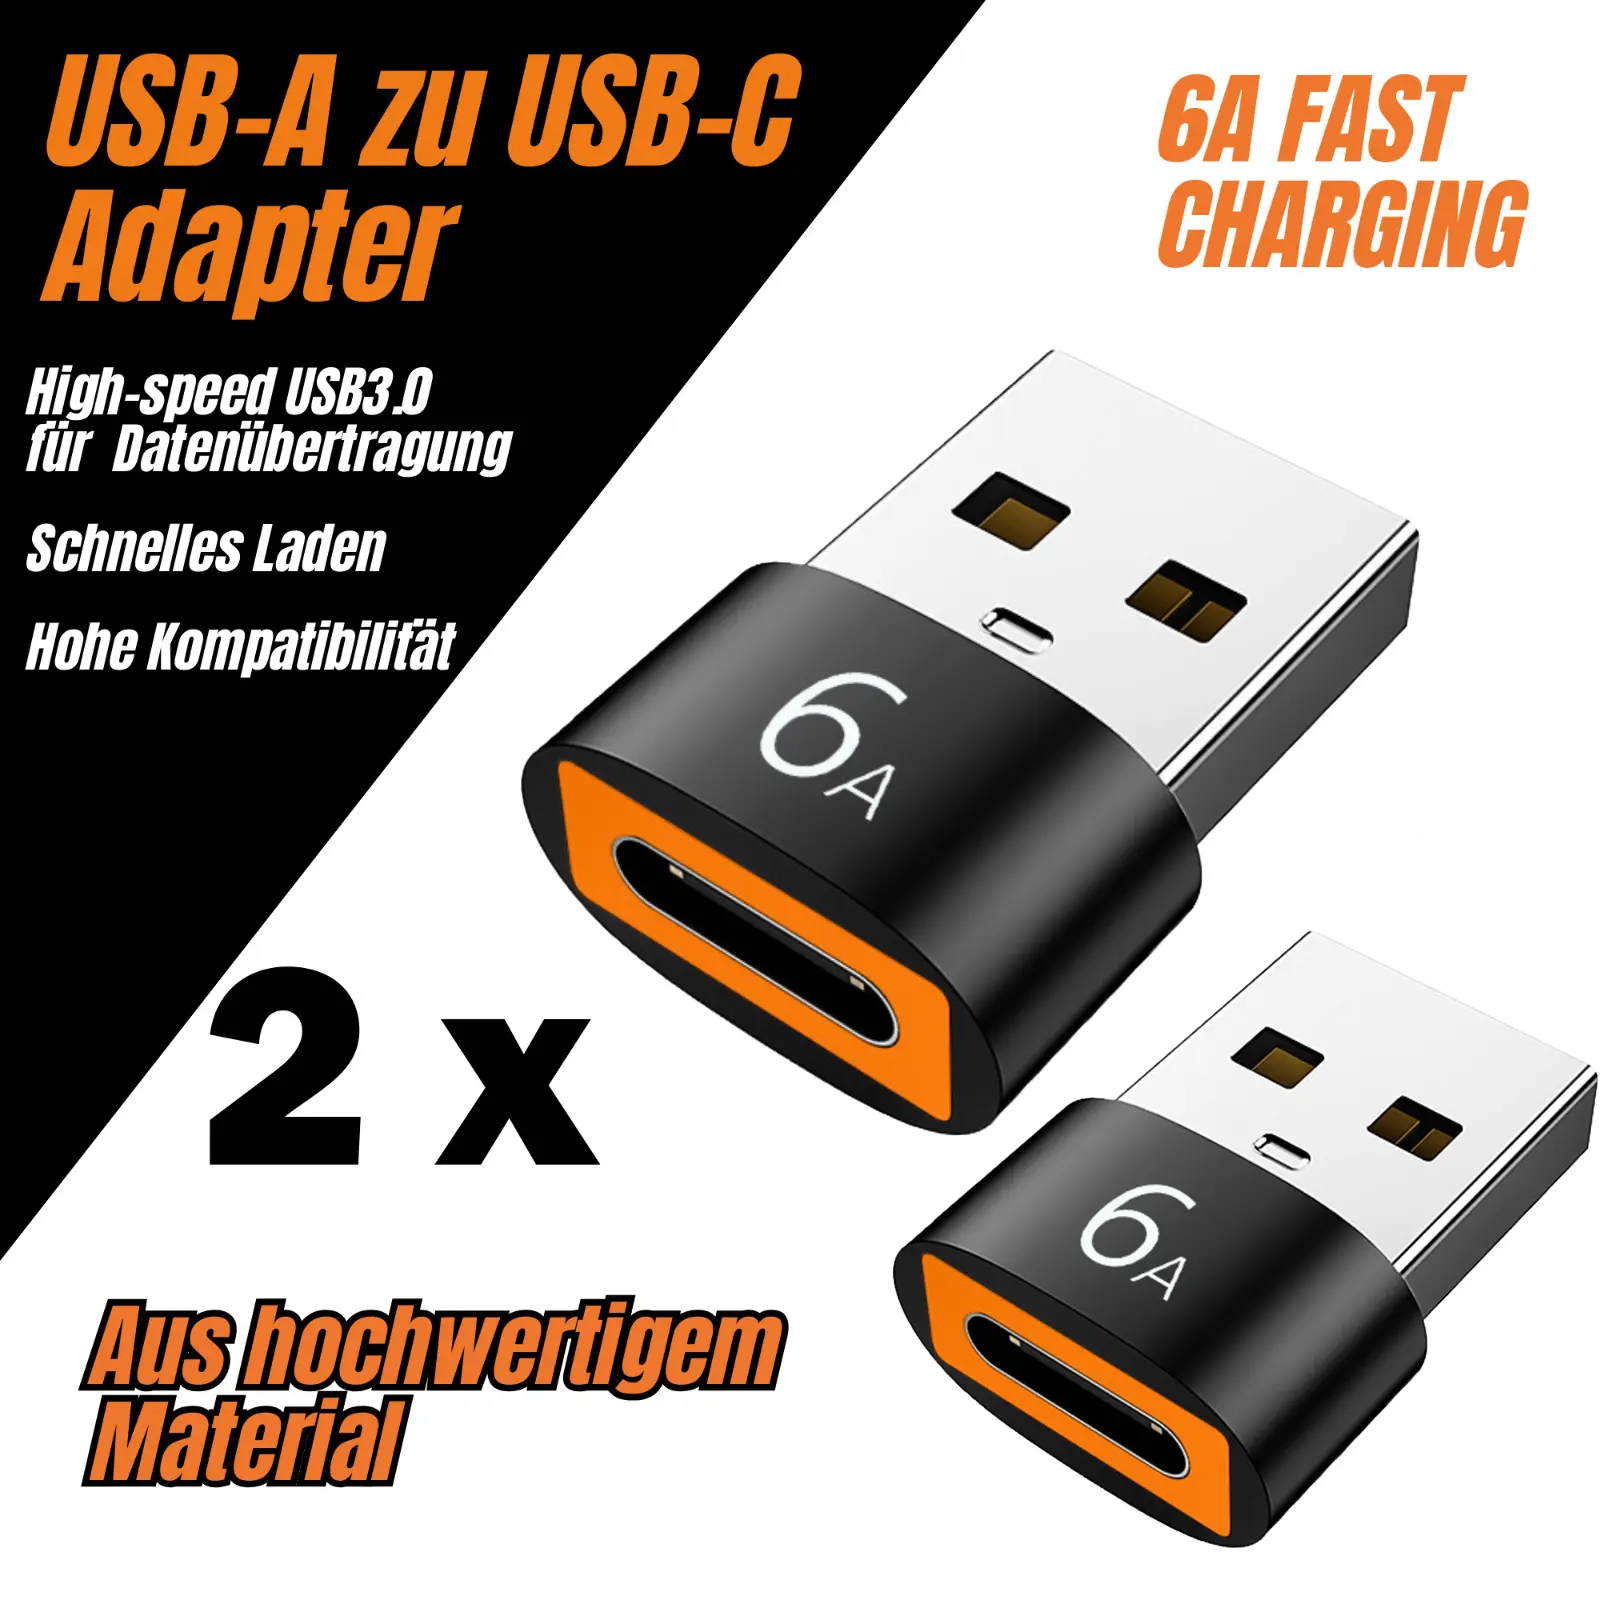 USB-A zu USB-C
Adapter
High-speed USB3.0
für Datenübertragung
Schnelles Laden
Hohe Kompatibilität
6A FAST
CHARGING
6A
2 x
6A
Aus hochwertigem
Material